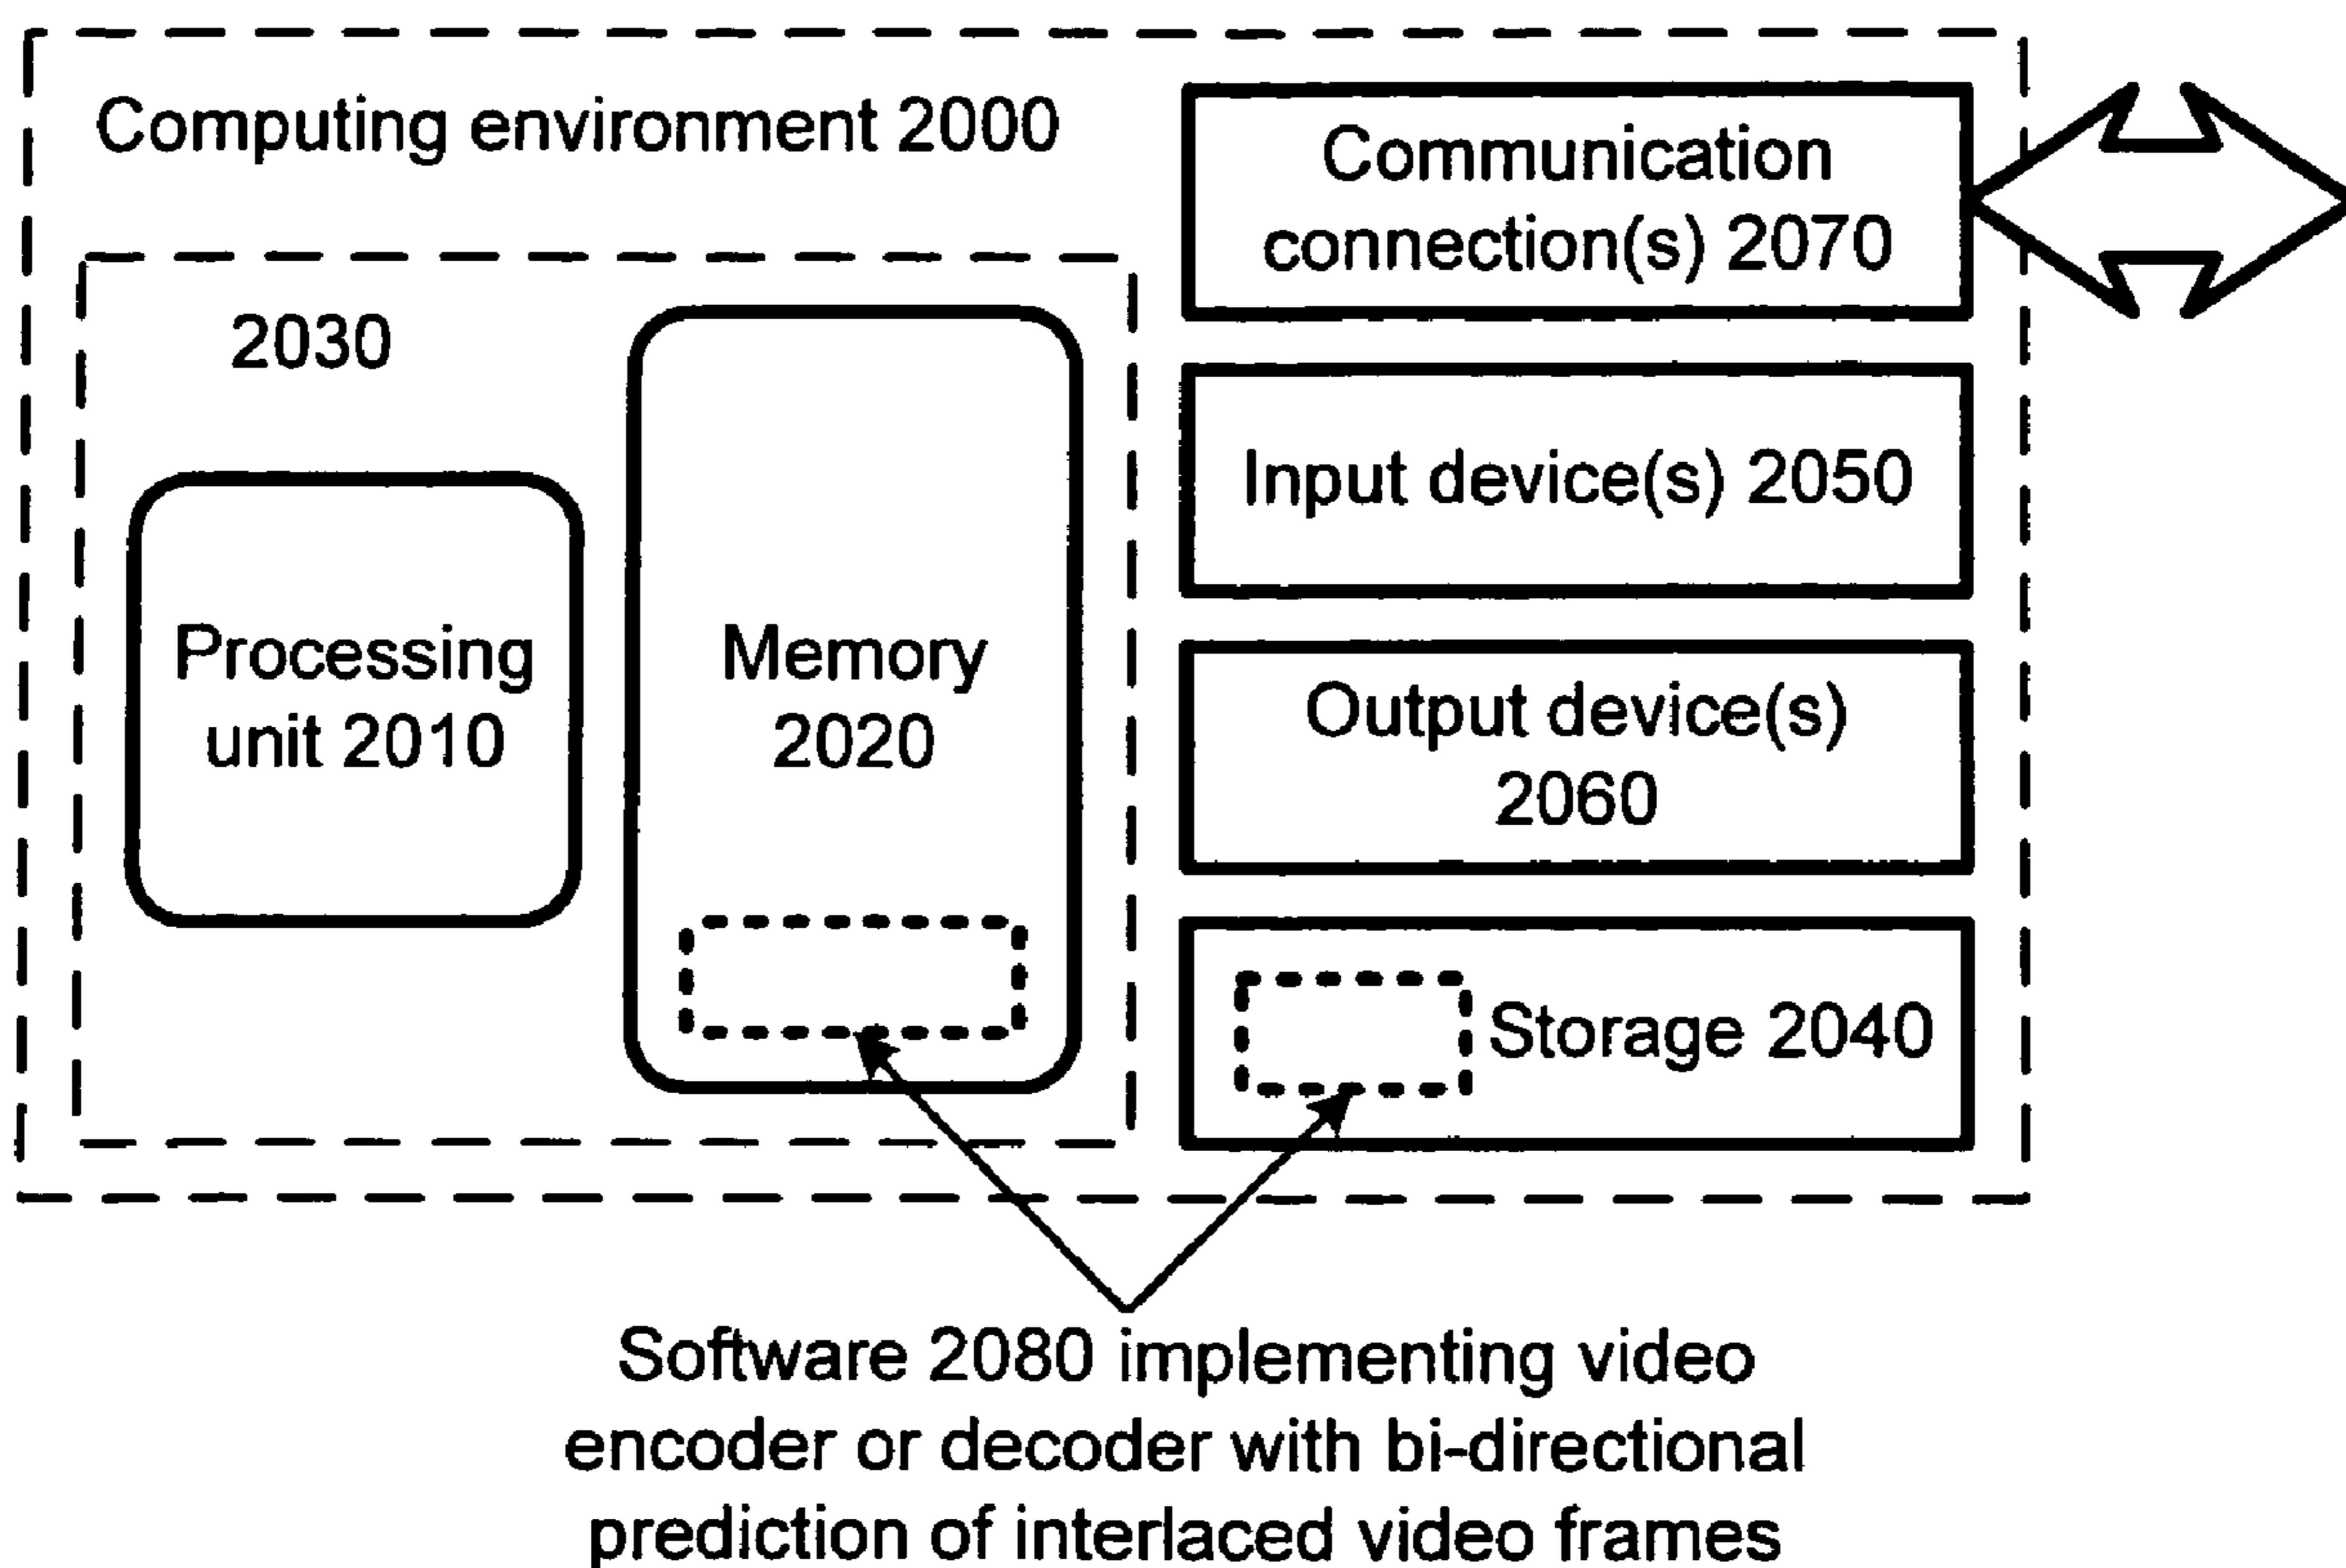 Computing environment 2000
Communication
connection(s) 2070
2030
Input device(s) 2050
Processing
unit 2010
Memory
2020
Output device(s)
2060
Storage 2040
Software 2080 implementing video
encoder or decoder with bi-directional
prediction of interlaced video frames